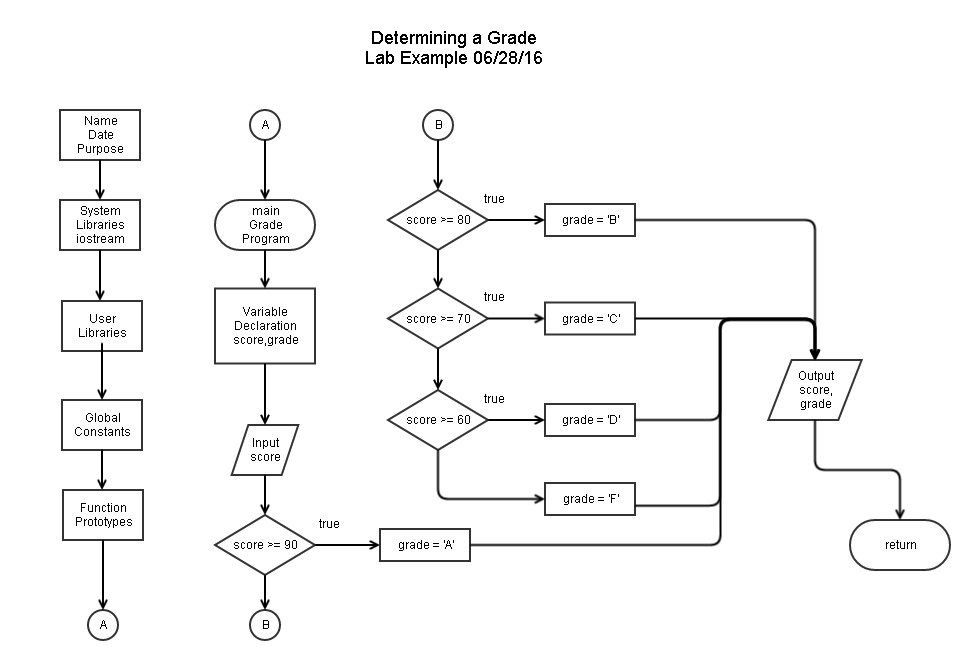 Determining a Grade
Lab Example 06/28/16
Name
Date
Purpose
System
Libraries
iostream
User
Libraries
Global
Constants
Function
Prototypes
A
A
main
Grade
Program
Variable
Declaration
score,grade
Input
score
score >= 90
true
grade = 'A'
B
B
score >= 80
true
grade = 'B'
score >= 70
true
grade = 'C'
score >= 60
true
grade = 'D'
grade = 'F'
Output
score,
grade
return